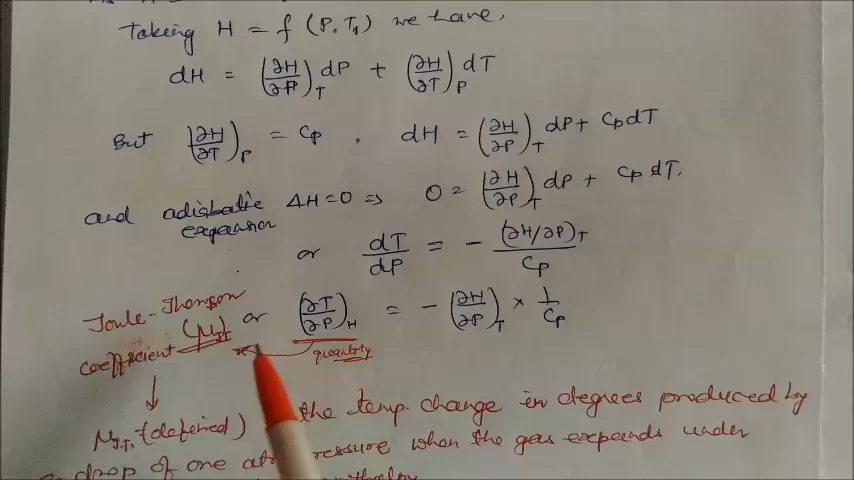 Taking H = f (P, T,) we have,
dH = (∂H/∂P)_T dP + (∂H/∂T)_P dT
But (∂H/∂T)_P = Cp , dH = (∂H/∂P)_T dP + Cp dT
and adiabatic expansion ΔH=0 ⇒ 0 = (∂H/∂P)_T dP + Cp dT,
or dT/dP = - (∂H/∂P)_T / Cp
Joule-Thomson coefficient (μJT) or (∂T/∂P)_H = - (∂H/∂P)_T × 1/Cp
quantity
μJT. (defined) the temp. change in degrees produced by
drop of one atm pressure when the gas expands under